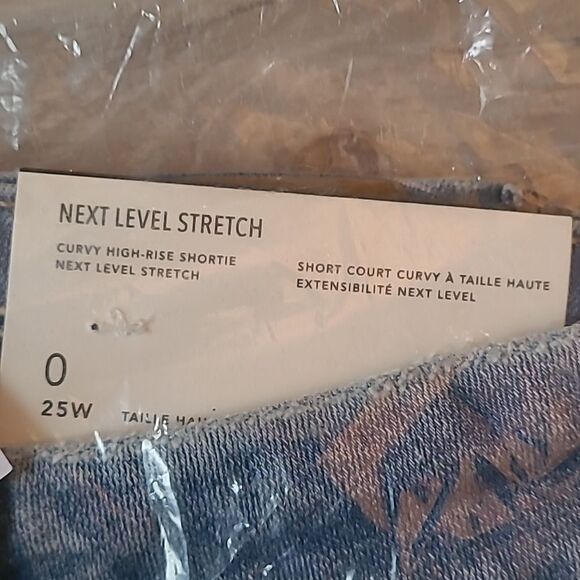 NEXT LEVEL STRETCH
CURVY HIGH-RISE SHORTIE
NEXT LEVEL STRETCH
SHORT COURT CURVY À TAILLE HAUTE
EXTENSIBILITÉ NEXT LEVEL
0
25W
TAILLE